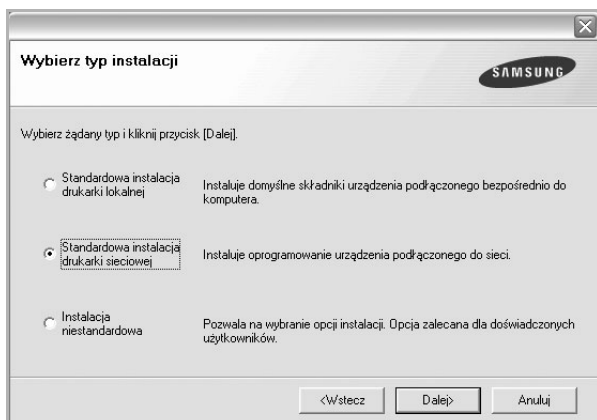 Wybierz typ instalacji
SAMSUNG
Wybierz żądany typ i kliknij przycisk [Dalej].
Standardowa instalacja
drukarki lokalnej
Instaluje domyślne składniki urządzenia podłączonego bezpośrednio do
komputera.
Standardowa instalacja
drukarki sieciowej
Instaluje oprogramowanie urządzenia podłączonego do sieci.
Instalacja
niestandardowa
Pozwala na wybranie opcji instalacji. Opcja zalecana dla doświadczonych
użytkowników.
<Wstecz
Dalej>
Anuluj